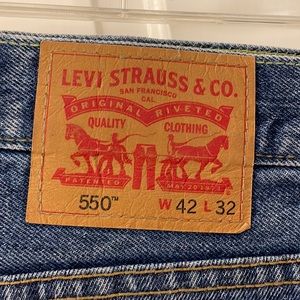 LEVI STRAUSS & CO.
SAN FRANCISCO
CAL.
ORIGINAL RIVETED
QUALITY CLOTHING
PATENTED MAY 20 1873
550™ W 42 L 32